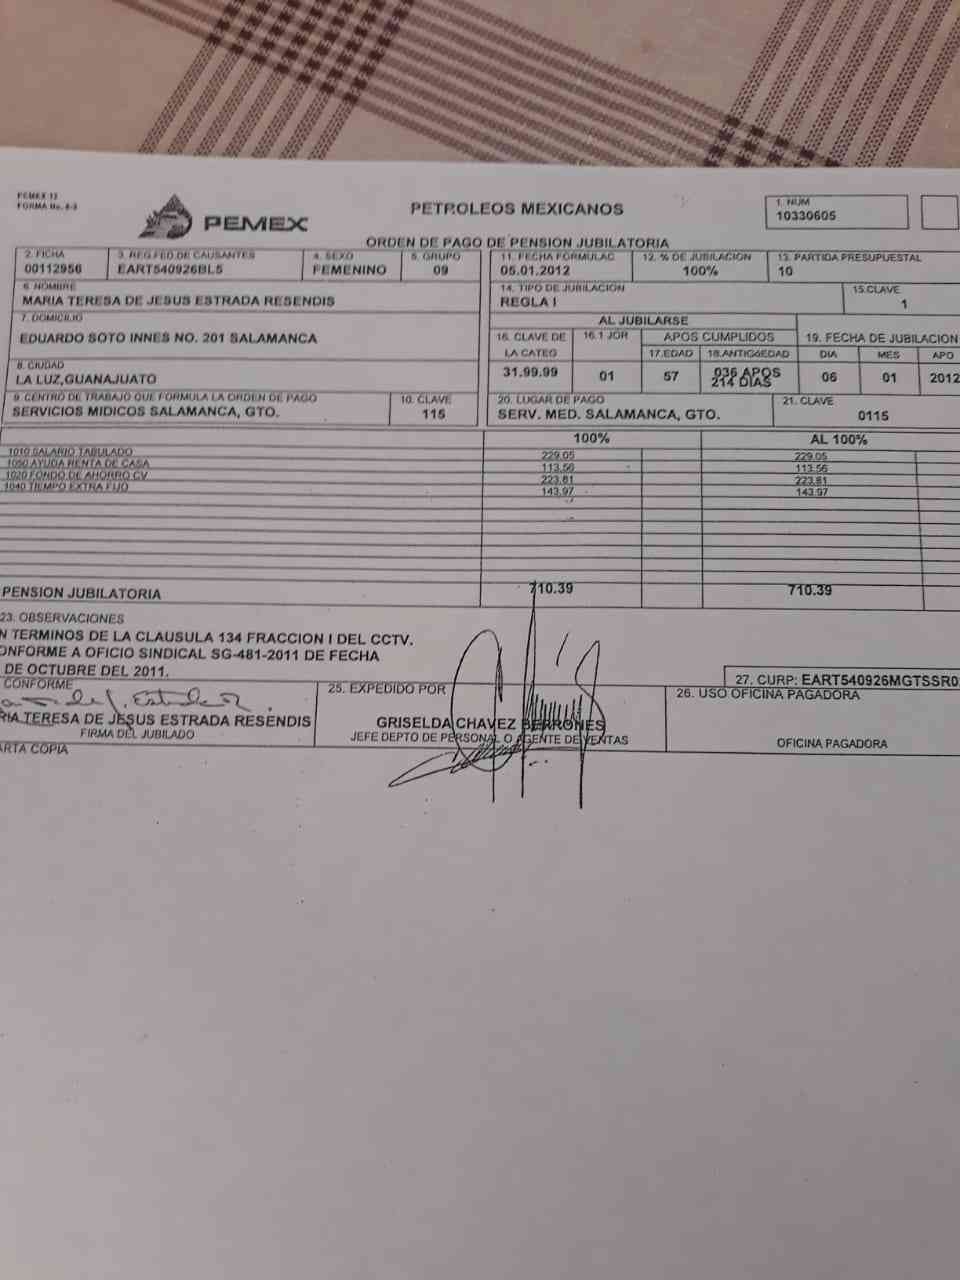 PEMEX 12
FORMA No. 6-3
PEMEX
PETROLEOS MEXICANOS
1. NUM
10330605
ORDEN DE PAGO DE PENSION JUBILATORIA
2. FICHA
00112956
3. REG.FED.DE CAUSANTES
EART540926BL5
4. SEXO
FEMENINO
5. GRUPO
09
11. FECHA FORMULAC
05.01.2012
12. % DE JUBILACION
100%
13. PARTIDA PRESUPUESTAL
10
6. NOMBRE
MARIA TERESA DE JESUS ESTRADA RESENDIS
14. TIPO DE JUBILACION
REGLA I
15.CLAVE
1
7. DOMICILIO
EDUARDO SOTO INNES NO. 201 SALAMANCA
AL JUBILARSE
16. CLAVE DE
LA CATEG
31.99.99
16.1 JOR
01
APOS CUMPLIDOS
17.EDAD
57
18.ANTIGüEDAD
036 APOS
214 DIAS
19. FECHA DE JUBILACION
DIA
MES
APO
06
01
2012
8. CIUDAD
LA LUZ,GUANAJUATO
9. CENTRO DE TRABAJO QUE FORMULA LA ORDEN DE PAGO
SERVICIOS MIDICOS SALAMANCA, GTO.
10. CLAVE
115
20. LUGAR DE PAGO
SERV. MED. SALAMANCA, GTO.
21. CLAVE
0115
100%
AL 100%
1010 SALARIO TABULADO 229.05 229.05
1050 AYUDA RENTA DE CASA 113.56 113.56
1020 FONDO DE AHORRO CV 223.81 223.81
1040 TIEMPO EXTRA FIJO 143.97 143.97
PENSION JUBILATORIA 710.39 710.39
23. OBSERVACIONES
N TERMINOS DE LA CLAUSULA 134 FRACCION I DEL CCTV.
ONFORME A OFICIO SINDICAL SG-481-2011 DE FECHA
DE OCTUBRE DEL 2011.
27. CURP: EART540926MGTSSR0
CONFORME
RIA TERESA DE JESUS ESTRADA RESENDIS
FIRMA DEL JUBILADO
25. EXPEDIDO POR
GRISELDA CHAVEZ BERRONES
JEFE DEPTO DE PERSONAL O AGENTE DE VENTAS
26. USO OFICINA PAGADORA
OFICINA PAGADORA
ARTA COPIA